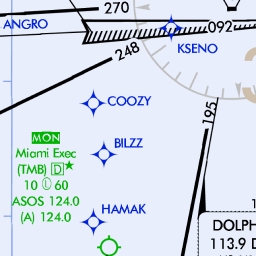 270
ANGRO
092
KSENO
248
COOZY
195
MON
BILZZ
Miami Exec
(TMB) D★
10 L 60
ASOS 124.0
(A) 124.0
HAMAK
DOLPH
113.9 D